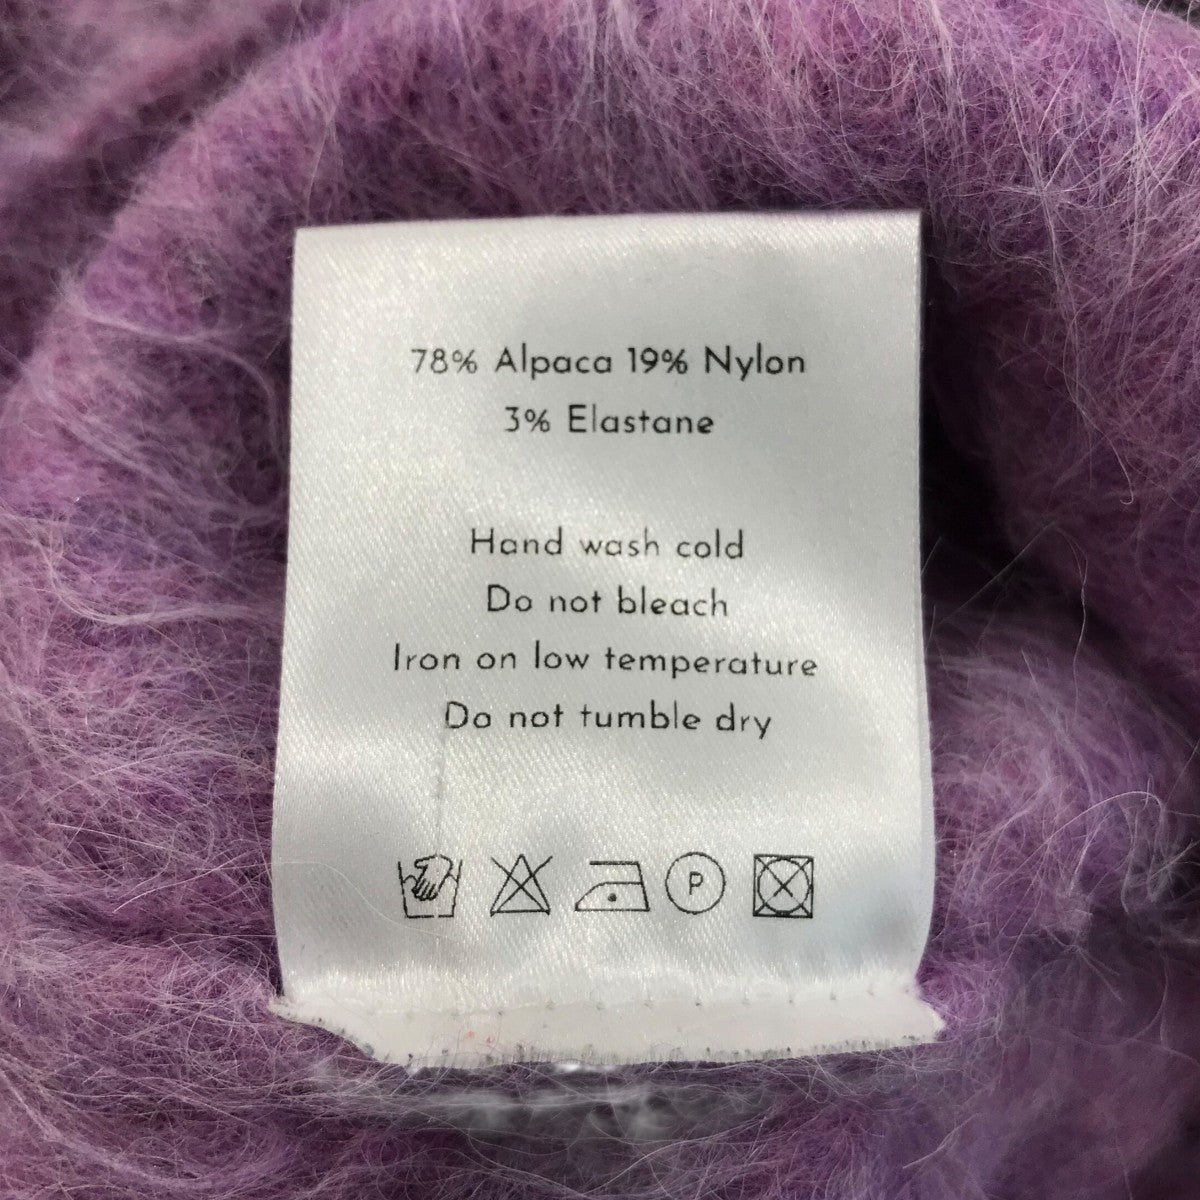 78% Alpaca 19% Nylon
3% Elastane
Hand wash cold
Do not bleach
Iron on low temperature
Do not tumble dry
P